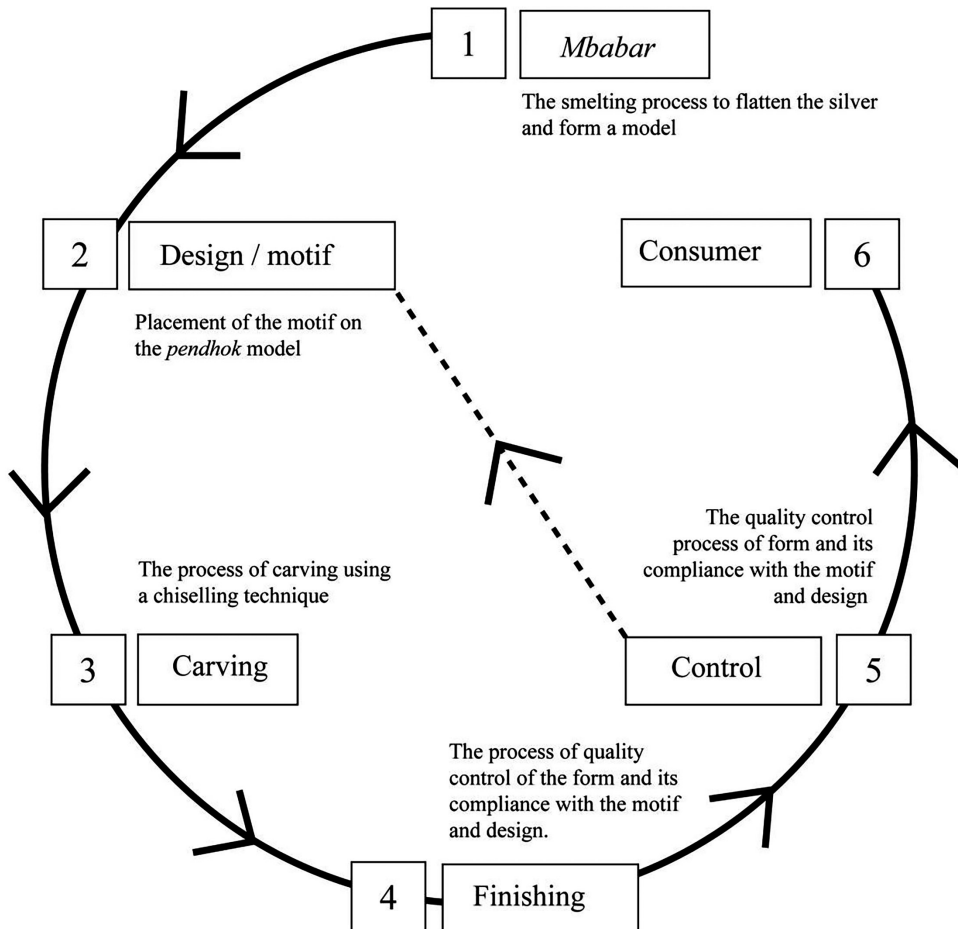 1
Mbabar
The smelting process to flatten the silver
and form a model
2
Design / motif
Placement of the motif on
the pendhok model
Consumer
6
The process of carving using
a chiselling technique
3
Carving
The quality control
process of form and its
compliance with the motif
and design
Control
5
The process of quality
control of the form and its
compliance with the motif
and design.
4
Finishing